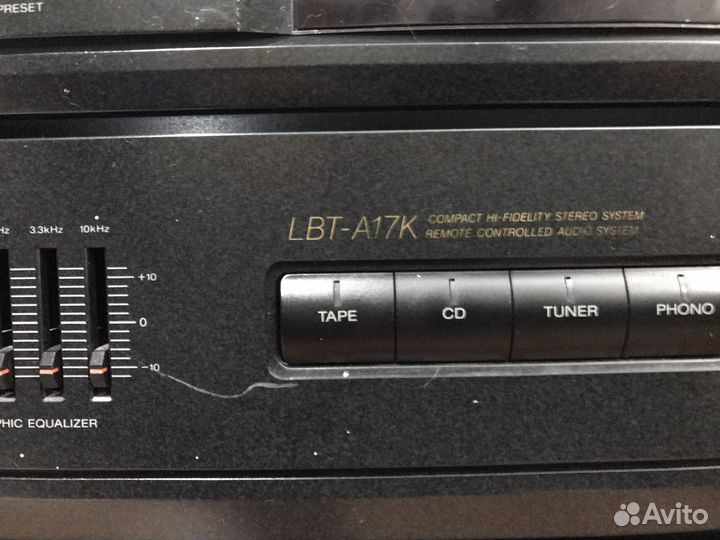 PRESET
Hz 3.3kHz 10kHz
LBT-A17K
COMPACT HI-FIDELITY STEREO SYSTEM
REMOTE CONTROLLED AUDIO SYSTEM
+10
0
-10
TAPE CD TUNER PHONO
PHIC EQUALIZER
Avito